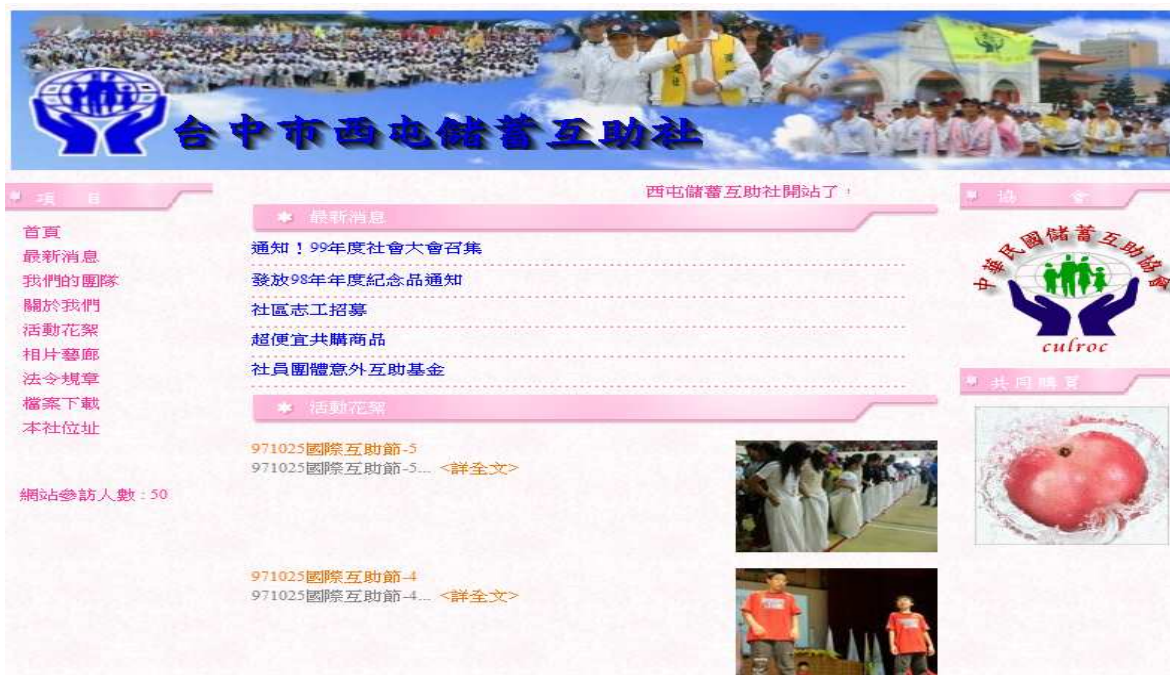 台中市西屯儲蓄互助社
項 目
首頁
最新消息
我們的團隊
關於我們
活動花絮
相片藝廊
法令規章
檔案下載
本社位址
網站參訪人數 : 50
西屯儲蓄互助社開站了，
最新消息
通知！99年度社會大會召集
發放98年年度紀念品通知
社區志工招募
超便宜共購商品
社員團體意外互助基金
活動花絮
971025國際互助節-5
971025國際互助節-5... <詳全文>
971025國際互助節-4
971025國際互助節-4... <詳全文>
協 會
中華民國儲蓄互助協會
culroc
共同購買